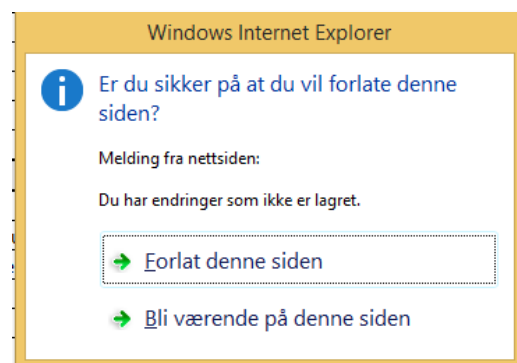 Windows Internet Explorer
Er du sikker på at du vil forlate denne
siden?
Melding fra nettsiden:
Du har endringer som ikke er lagret.
Forlat denne siden
Bli værende på denne siden